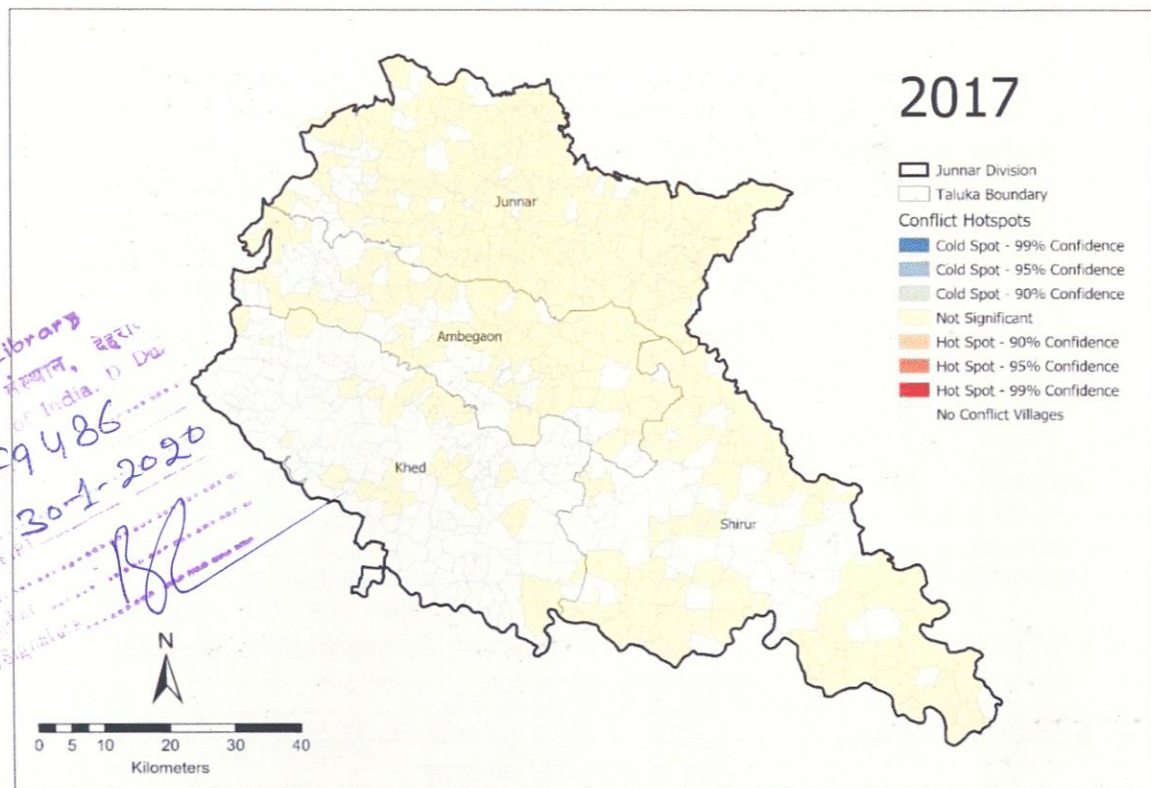 2017
Junnar Division
Taluka Boundary
Conflict Hotspots
Cold Spot - 99% Confidence
Cold Spot - 95% Confidence
Cold Spot - 90% Confidence
Not Significant
Hot Spot - 90% Confidence
Hot Spot - 95% Confidence
Hot Spot - 99% Confidence
No Conflict Villages
Junnar
Ambegaon
Khed
Shirur
Library
संस्थान,
India,
9486
30-1-2020
N
0 5 10 20 30 40
Kilometers